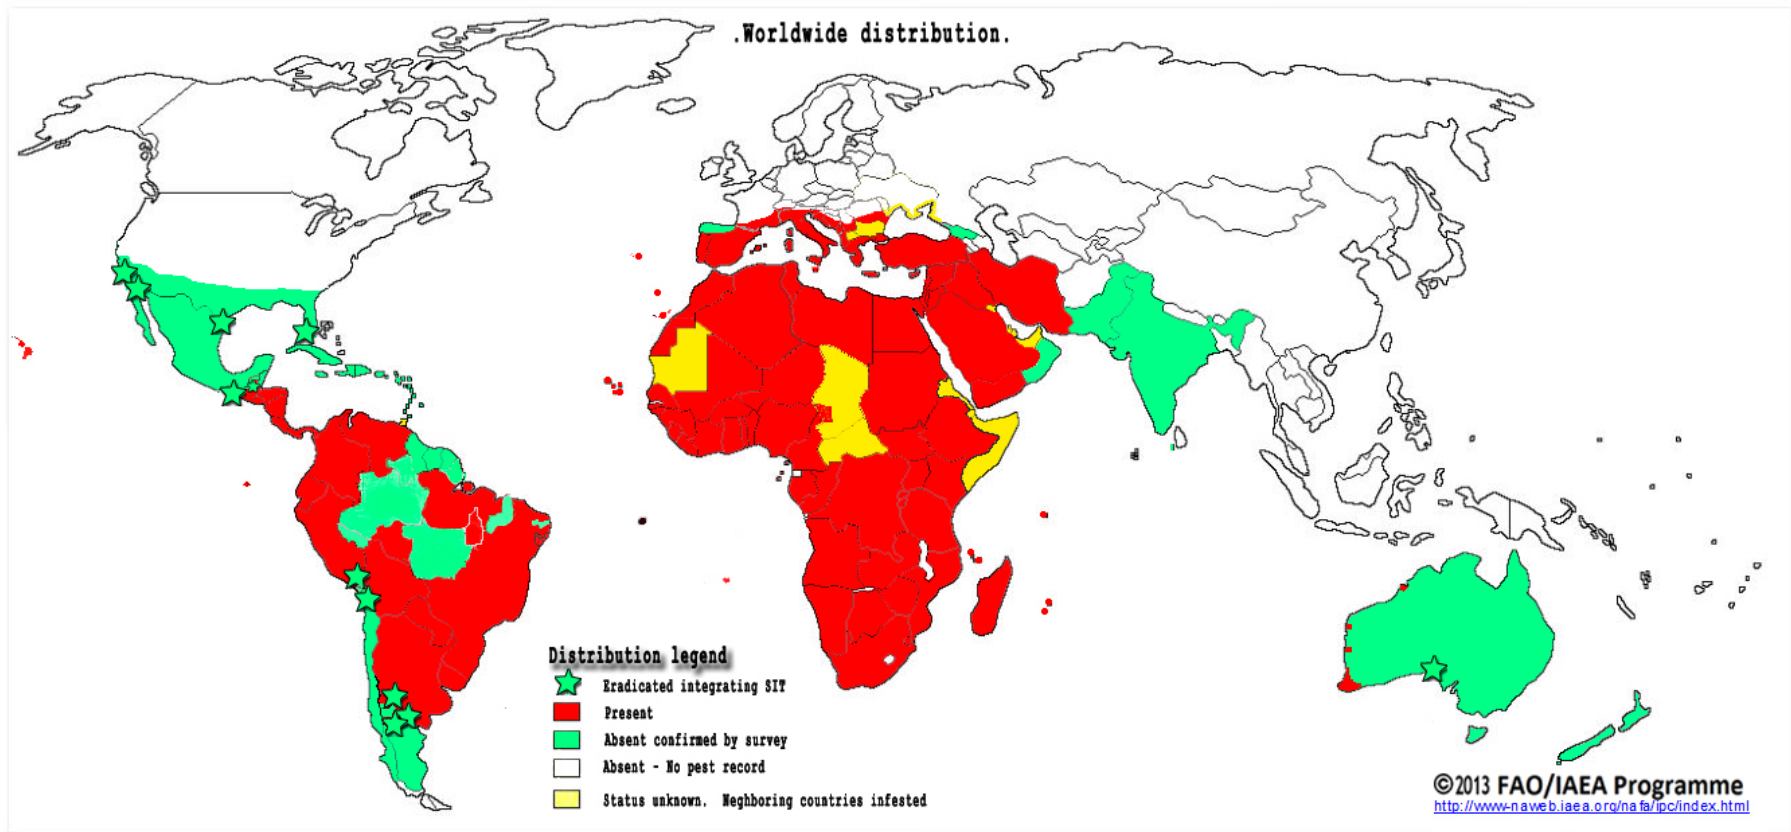 .Worldwide distribution.
Distribution legend
Eradicated integrating SIT
Present
Absent confirmed by survey
Absent - No pest record
Status unknown. Neghboring countries infested
©2013 FAO/IAEA Programme
http://www-naweb.iaea.org/nafa/ipc/index.html